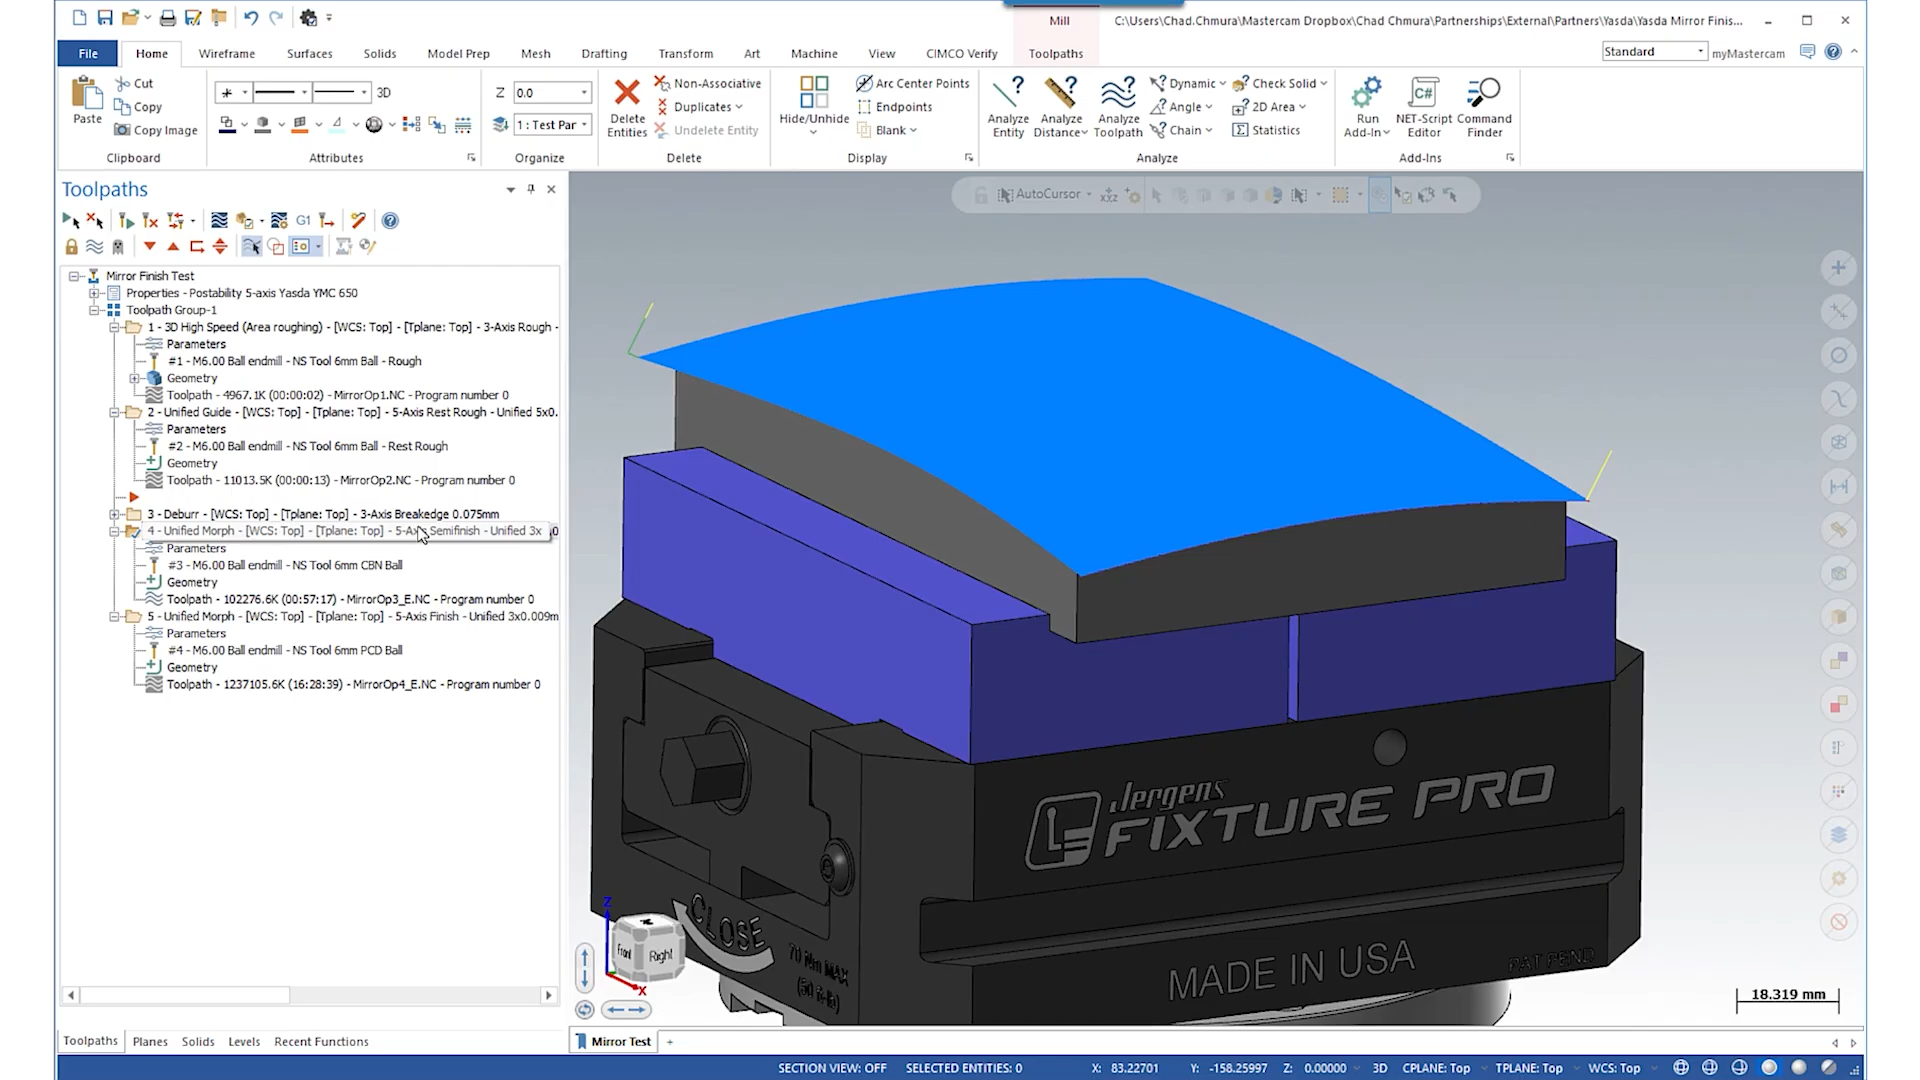 Mill
C:\Users\Chad.Chmura\Mastercam Dropbox\Chad Chmura\Partnerships\External\Partners\Yasda\Yasda Mirror Finis...
File
Home
Wireframe
Surfaces
Solids
Model Prep
Mesh
Drafting
Transform
Art
Machine
View
CIMCO Verify
Toolpaths
Standard
myMastercam
Paste
Cut
Copy
Copy Image
Clipboard
3D
Attributes
Z 0.0
1 : Test Par
Organize
Delete Entities
Non-Associative
Duplicates
Undelete Entity
Delete
Hide/Unhide
Arc Center Points
Endpoints
Blank
Display
Analyze Entity
Analyze Distance
Analyze Toolpath
Dynamic
Angle
Chain
Check Solid
2D Area
Statistics
Analyze
Run Add-In
C#
NET-Script Editor
Command Finder
Add-Ins
Toolpaths
G1
AutoCursor
Mirror Finish Test
Properties - Postability 5-axis Yasda YMC 650
Toolpath Group-1
1 - 3D High Speed (Area roughing) - [WCS: Top] - [Tplane: Top] - 3-Axis Rough -
Parameters
#1 - M6.00 Ball endmill - NS Tool 6mm Ball - Rough
Geometry
Toolpath - 4967.1K (00:00:02) - MirrorOp1.NC - Program number 0
2 - Unified Guide - [WCS: Top] - [Tplane: Top] - 5-Axis Rest Rough - Unified 5x0.
Parameters
#2 - M6.00 Ball endmill - NS Tool 6mm Ball - Rest Rough
Geometry
Toolpath - 11013.5K (00:00:13) - MirrorOp2.NC - Program number 0
3 - Deburr - [WCS: Top] - [Tplane: Top] - 3-Axis Breakedge 0.075mm
4 - Unified Morph - [WCS: Top] - [Tplane: Top] - 5-Axis Semifinish - Unified 3x
Parameters
#3 - M6.00 Ball endmill - NS Tool 6mm CBN Ball
Geometry
Toolpath - 102276.6K (00:57:17) - MirrorOp3_E.NC - Program number 0
5 - Unified Morph - [WCS: Top] - [Tplane: Top] - 5-Axis Finish - Unified 3x0.009m
Parameters
#4 - M6.00 Ball endmill - NS Tool 6mm PCD Ball
Geometry
Toolpath - 1237105.6K (16:28:39) - MirrorOp4_E.NC - Program number 0
Jergens
FIXTURE PRO
CLOSE
70 Nm MAX
MADE IN USA
PAT PEND
Z
Front
Right
X
18.319 mm
Toolpaths
Planes
Solids
Levels
Recent Functions
Mirror Test
SECTION VIEW: OFF
SELECTED ENTITIES: 0
X: 83.22701
Y: -158.25997
Z: 0.00000
3D
CPLANE: Top
TPLANE: Top
WCS: Top